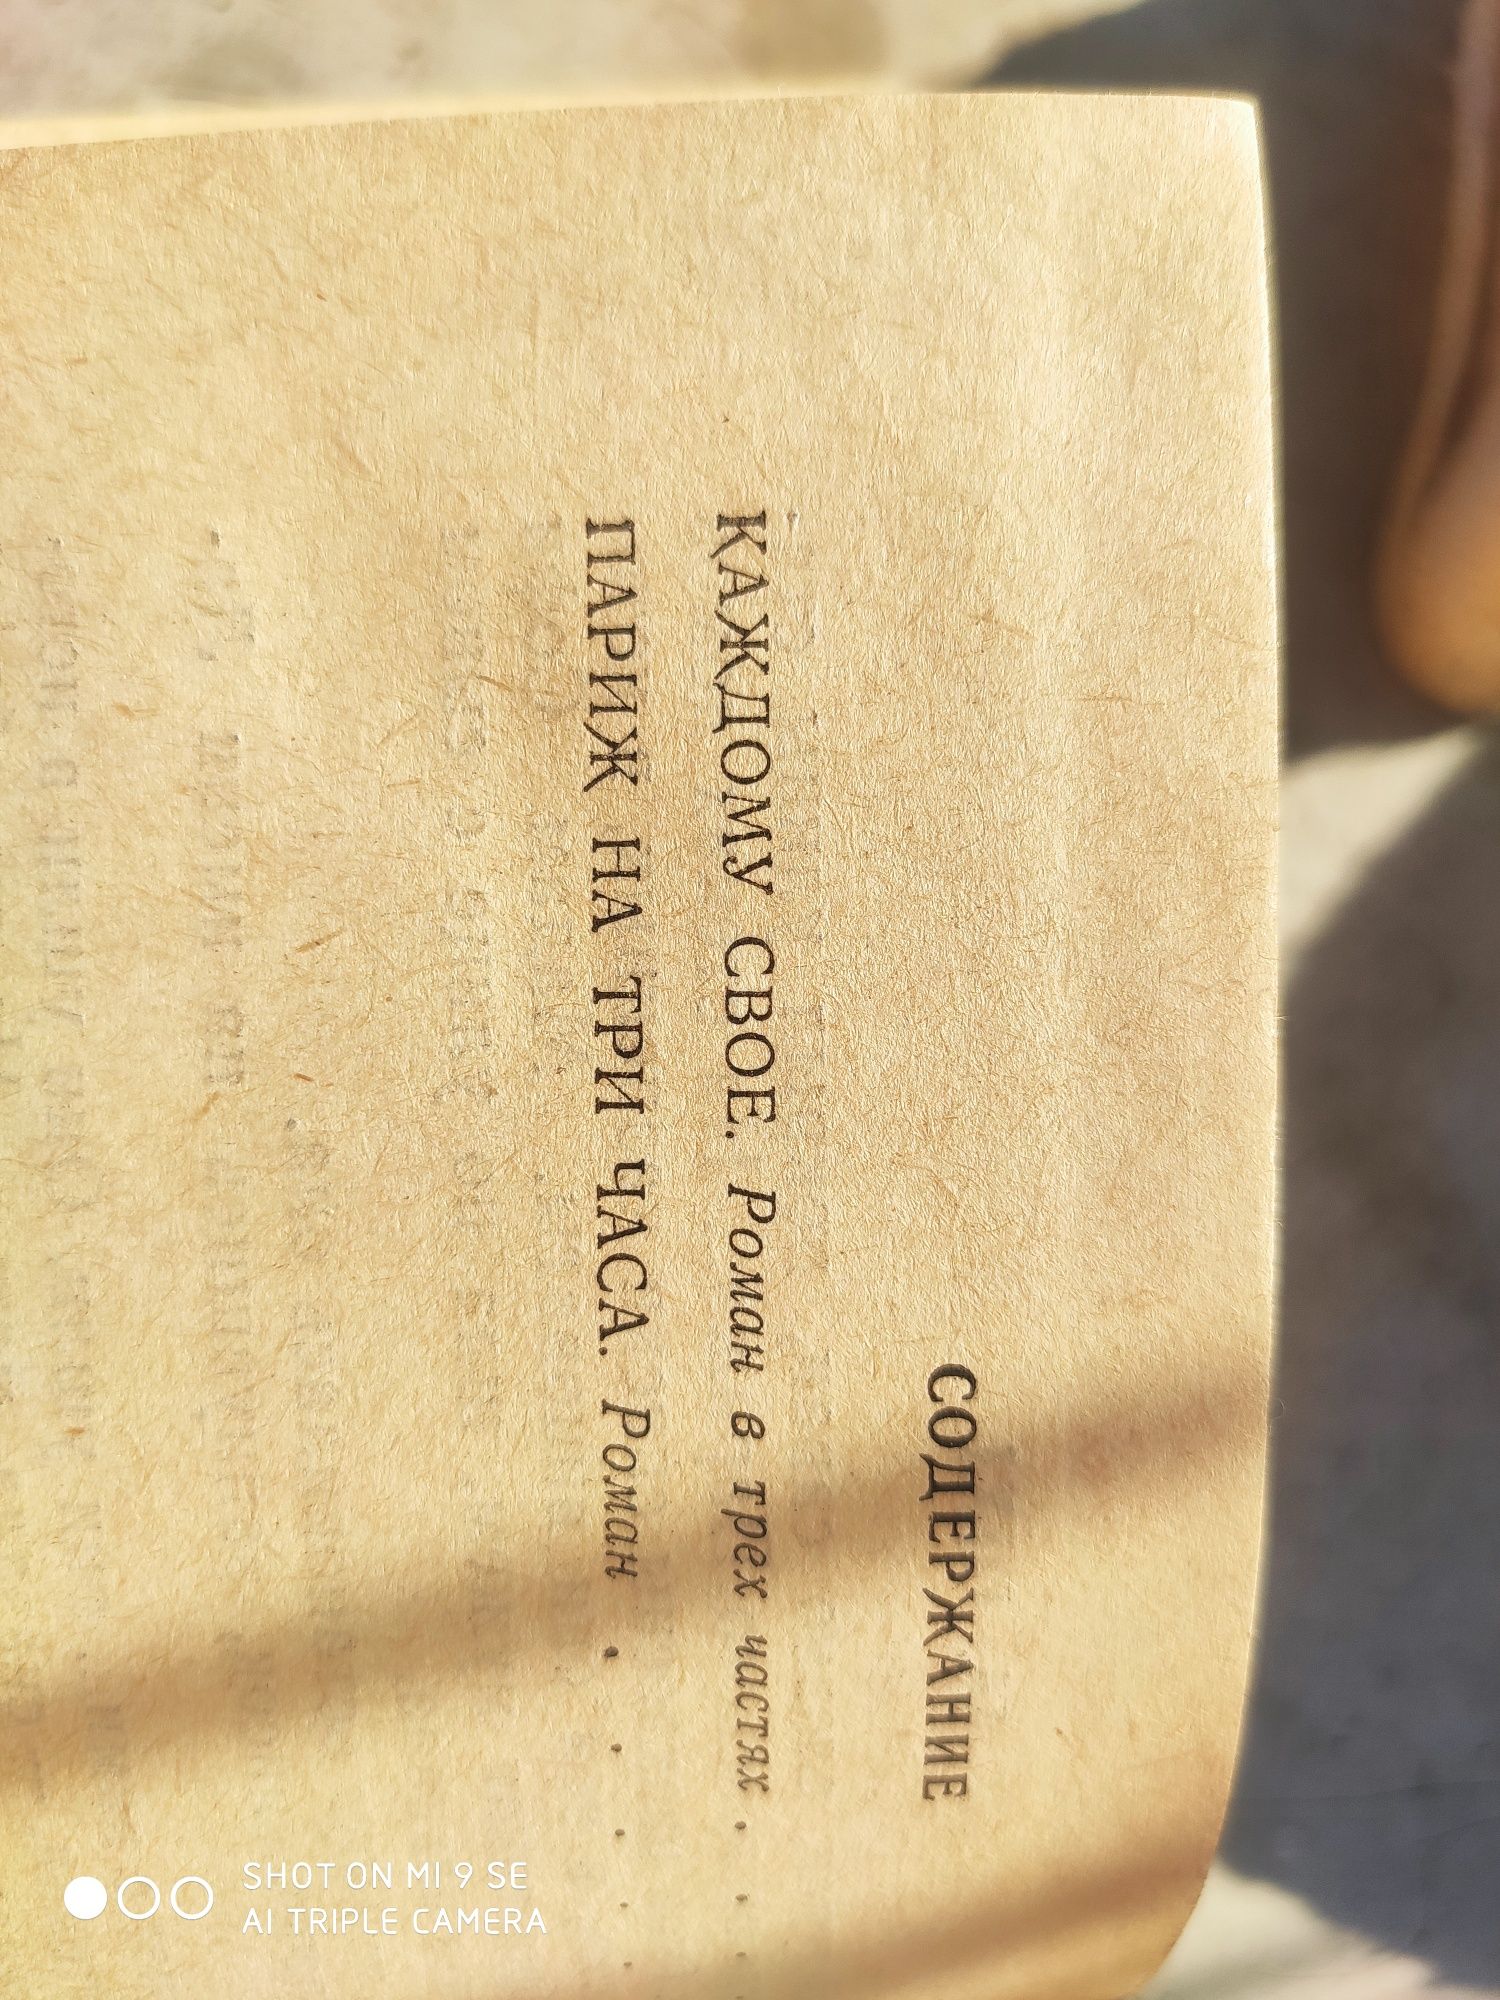 СОДЕРЖАНИЕ
КАЖДОМУ СВОЕ. Роман в трех частях . . .
ПАРИЖ НА ТРИ ЧАСА. Роман . . . . .
SHOT ON MI 9 SE
AI TRIPLE CAMERA